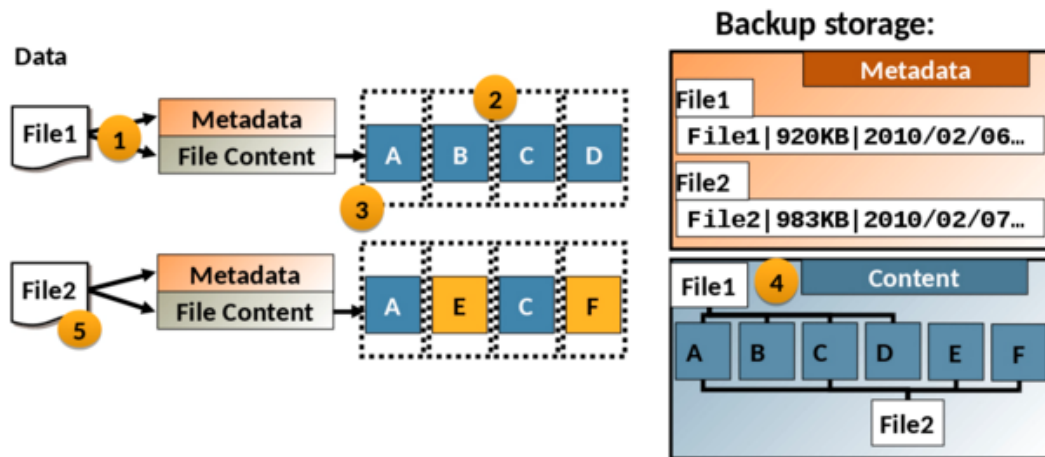 Backup storage:
Data
Metadata
File1
1
Metadata
2
File1
File Content
A
B
C
D
File1|920KB|2010/02/06…
File2
3
File2|983KB|2010/02/07…
File2
Metadata
4
Content
File1
File Content
A
E
C
F
5
A
B
C
D
E
F
File2